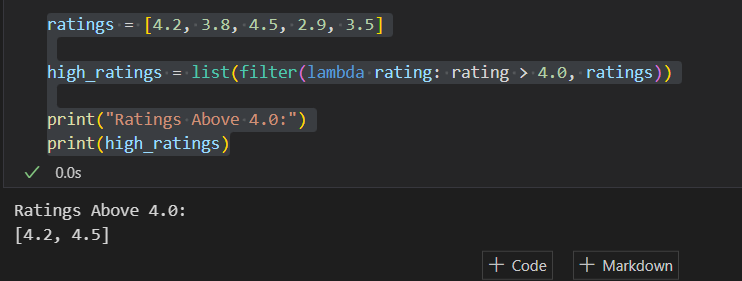 ratings = [4.2, 3.8, 4.5, 2.9, 3.5]
high_ratings = list(filter(lambda rating: rating > 4.0, ratings))
print("Ratings Above 4.0:")
print(high_ratings)
0.0s
Ratings Above 4.0:
[4.2, 4.5]
+ Code + Markdown